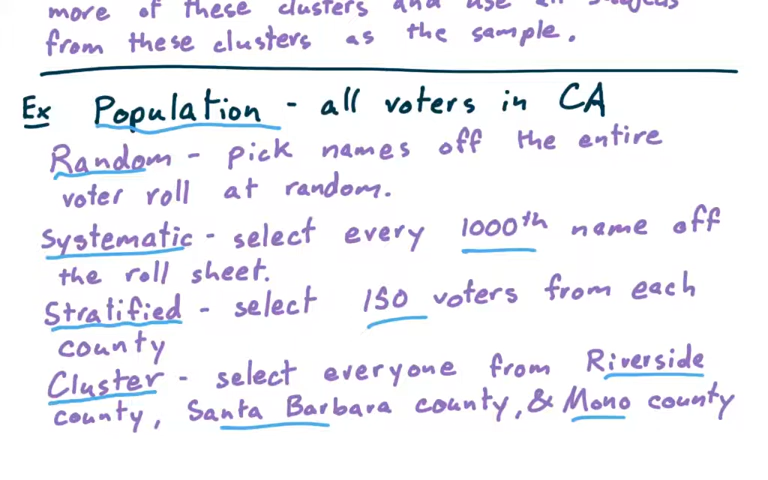 more of these clusters and use all subjects
from these clusters as the sample.
Ex Population - all voters in CA
Random - pick names off the entire
voter roll at random.
Systematic - select every 1000th name off
the roll sheet.
Stratified - select 150 voters from each
county
Cluster - select everyone from Riverside
county, Santa Barbara county, & Mono county